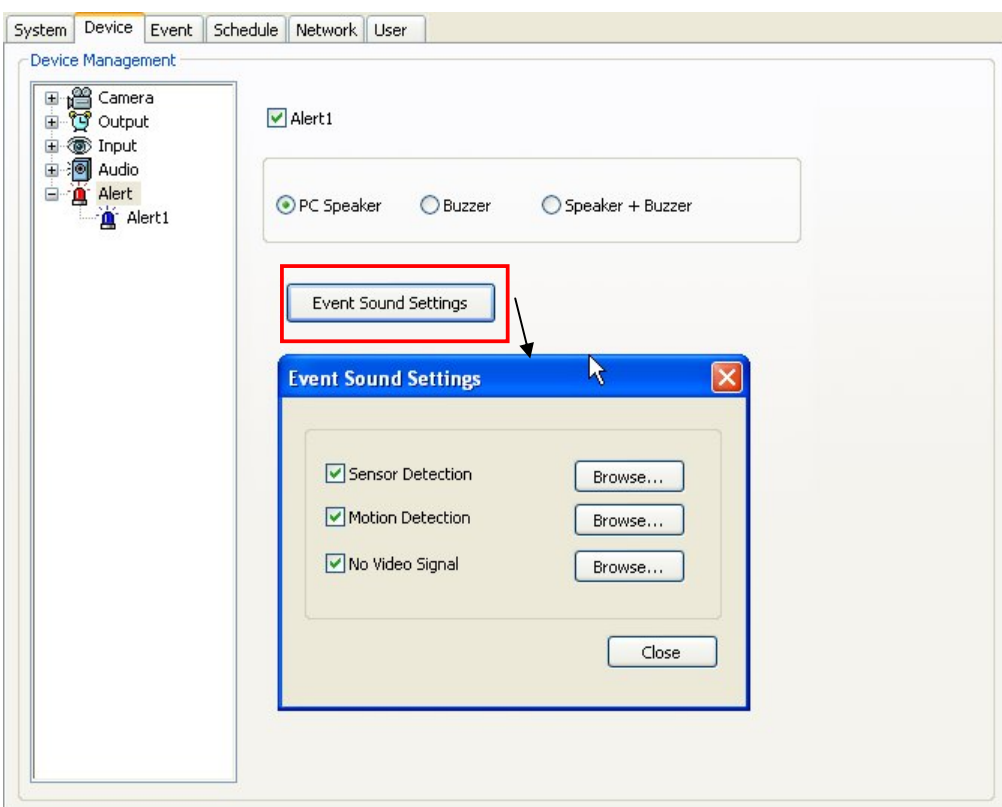 System Device Event Schedule Network User
Device Management
Camera
Output
Input
Audio
Alert
Alert1
Alert1
PC Speaker Buzzer Speaker + Buzzer
Event Sound Settings
Event Sound Settings
Sensor Detection Browse...
Motion Detection Browse...
No Video Signal Browse...
Close